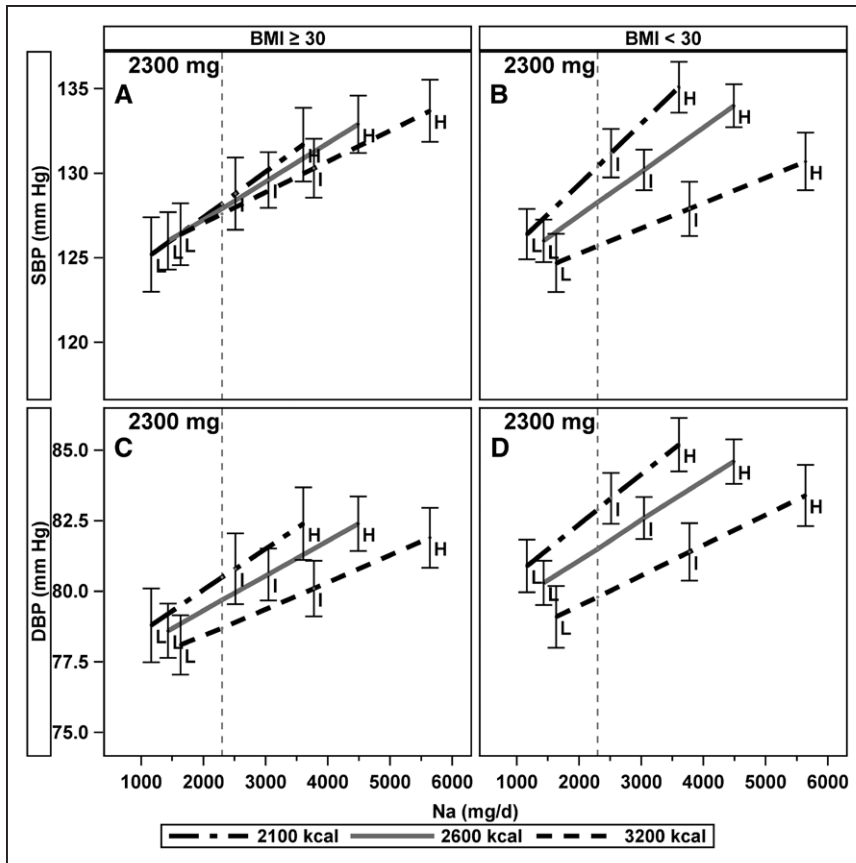 BMI ≥ 30
BMI < 30
2300 mg
2300 mg
A
B
135
130
125
120
SBP (mm Hg)
L
L
L
I
I
I
H
H
H
L
L
L
I
I
I
H
H
H
2300 mg
2300 mg
C
D
85.0
82.5
80.0
77.5
75.0
DBP (mm Hg)
L
L
L
I
I
I
H
H
H
L
L
L
I
I
I
H
H
H
1000 2000 3000 4000 5000 6000
1000 2000 3000 4000 5000 6000
Na (mg/d)
2100 kcal 2600 kcal 3200 kcal